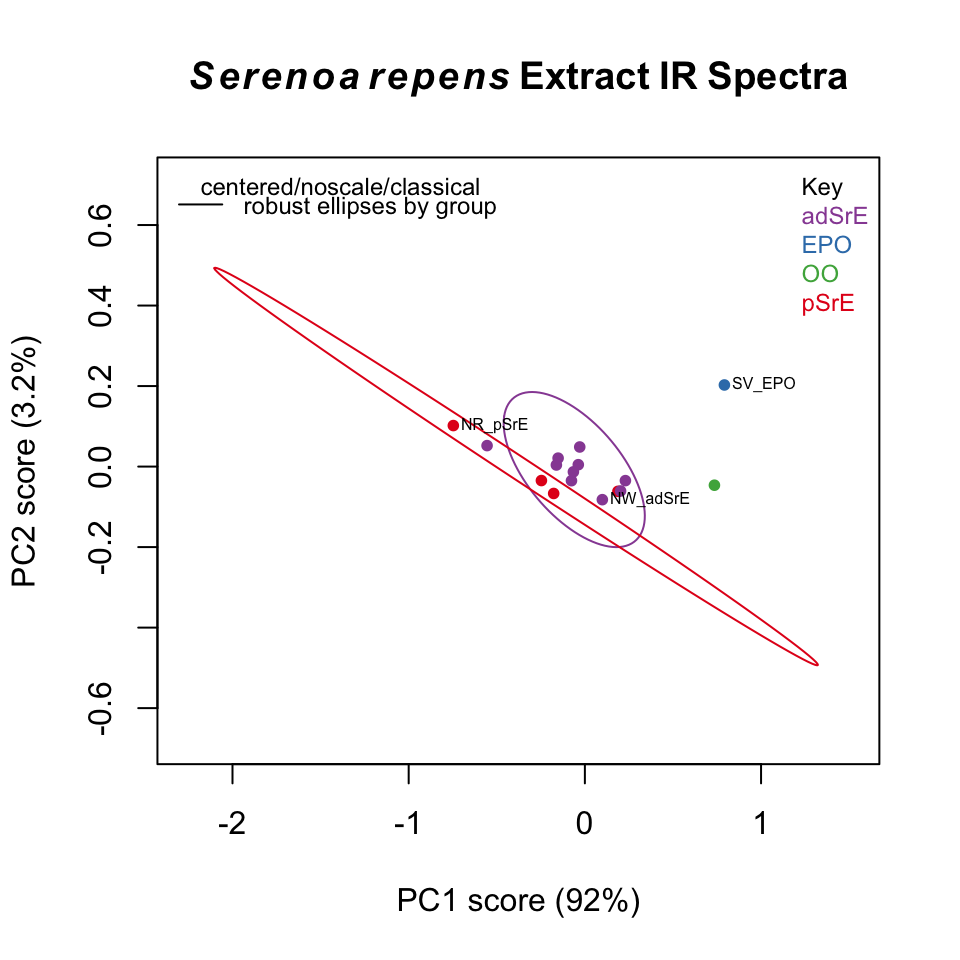 Serenoa repens Extract IR Spectra
centered/noscale/classical
robust ellipses by group
Key
adSrE
EPO
OO
pSrE
SV_EPO
NR_pSrE
NW_adSrE
PC2 score (3.2%)
0.6
0.4
0.2
0.0
-0.2
-0.6
-2
-1
0
1
PC1 score (92%)